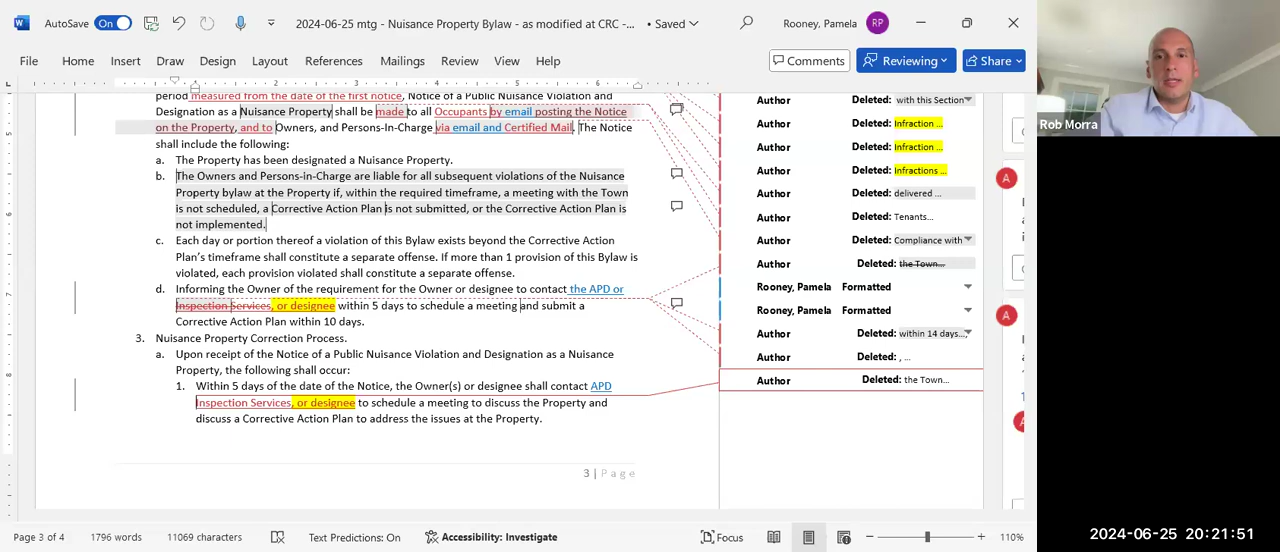 AutoSave On 2024-06-25 mtg - Nuisance Property Bylaw - as modified at CRC -... • Saved Rooney, Pamela RP
File Home Insert Draw Design Layout References Mailings Review View Help Comments Reviewing Share
1 2 3 4 5 6
period measured from the date of the first notice, Notice of a Public Nuisance Violation and
Designation as a Nuisance Property shall be made to all Occupants by email posting the Notice
on the Property, and to Owners, and Persons-In-Charge via email and Certified Mail. The Notice
shall include the following:
a. The Property has been designated a Nuisance Property.
b. The Owners and Persons-in-Charge are liable for all subsequent violations of the Nuisance
Property bylaw at the Property if, within the required timeframe, a meeting with the Town
is not scheduled, a Corrective Action Plan is not submitted, or the Corrective Action Plan is
not implemented.
c. Each day or portion thereof a violation of this Bylaw exists beyond the Corrective Action
Plan's timeframe shall constitute a separate offense. If more than 1 provision of this Bylaw is
violated, each provision violated shall constitute a separate offense.
d. Informing the Owner of the requirement for the Owner or designee to contact the APD or
Inspection Services, or designee within 5 days to schedule a meeting and submit a
Corrective Action Plan within 10 days.
3. Nuisance Property Correction Process.
a. Upon receipt of the Notice of a Public Nuisance Violation and Designation as a Nuisance
Property, the following shall occur:
1. Within 5 days of the date of the Notice, the Owner(s) or designee shall contact APD
Inspection Services, or designee to schedule a meeting to discuss the Property and
discuss a Corrective Action Plan to address the issues at the Property.
3 | Page
Author Deleted: with this Section
Author Deleted: Infraction ...
Author Deleted: Infraction ...
Author Deleted: Infractions ...
Author Deleted: delivered ...
Author Deleted: Tenants...
Author Deleted: Compliance with
Author Deleted: the Town...
Rooney, Pamela Formatted
Rooney, Pamela Formatted
Author Deleted: within 14 days...
Author Deleted: , ...
Author Deleted: the Town...
A
A
A
5
6
7
8
Page 3 of 4 1796 words 11069 characters Text Predictions: On Accessibility: Investigate Focus 110%
Rob Morra
2024-06-25 20:21:51